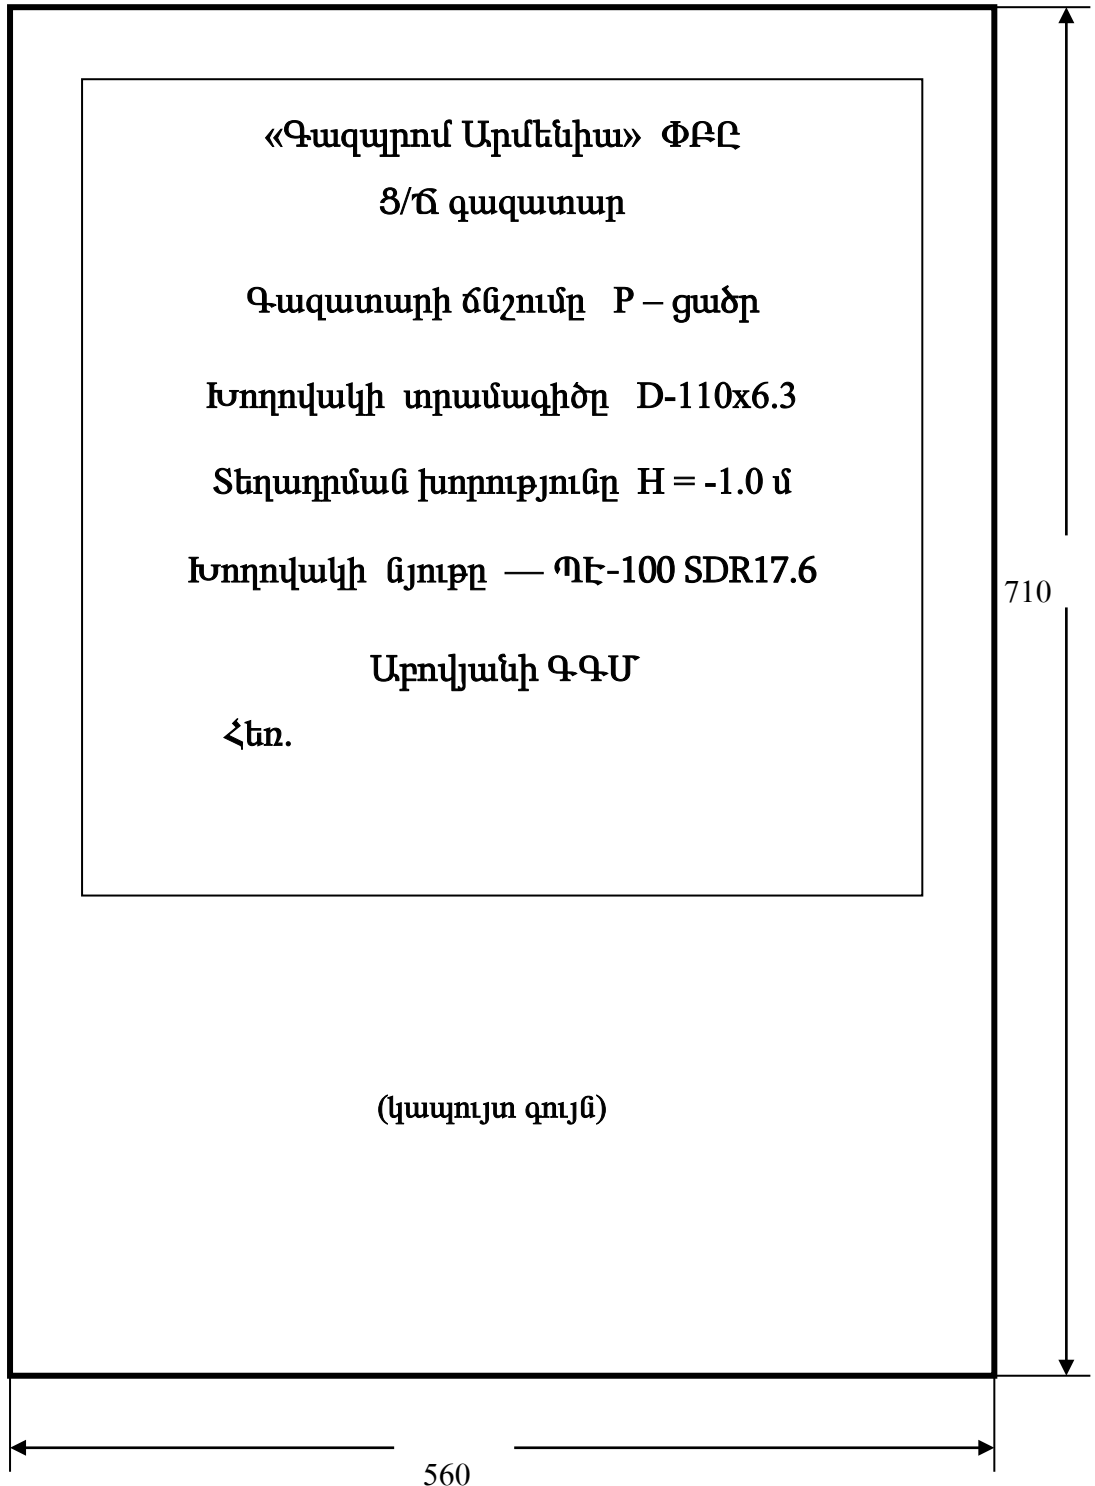 «Գազպրոմ Արմենիա» ՓԲԸ
Ց/Ճ գազատար
Գազատարի ճնշումը P – ցածր
Խողովակի տրամագիծը D-110x6.3
Տեղադրման խորությունը H = -1.0 մ
Խողովակի նյութը — ՊԷ-100 SDR17.6
710
Աբովյանի ԳԳՄ
Հեռ.
(կապույտ գույն)
560